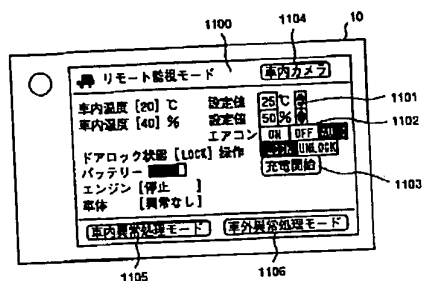 1100
1104
10
リモート監視モード
車内カメラ
車内温度 [20] ℃ 設定値 25 ℃
車内湿度 [40] % 設定値 50 %
エアコン ON OFF
ドアロック状態 [LOCK] 操作 UNLOCK
バッテリー
充電開始
エンジン [停止 ]
車体 [異常なし]
車内異常処理モード
車外異常処理モード
1101
1102
1103
1105
1106